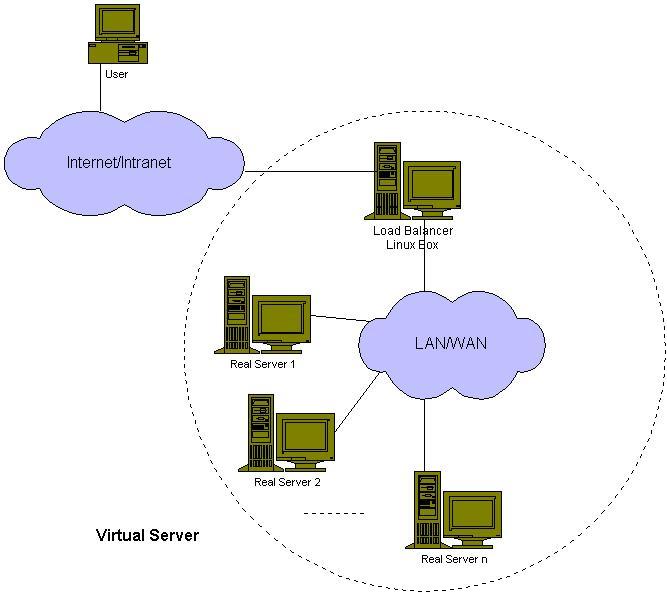 User
Internet/Intranet
Load Balancer
Linux Box
Real Server 1
LAN/WAN
Real Server 2
Virtual Server
Real Server n